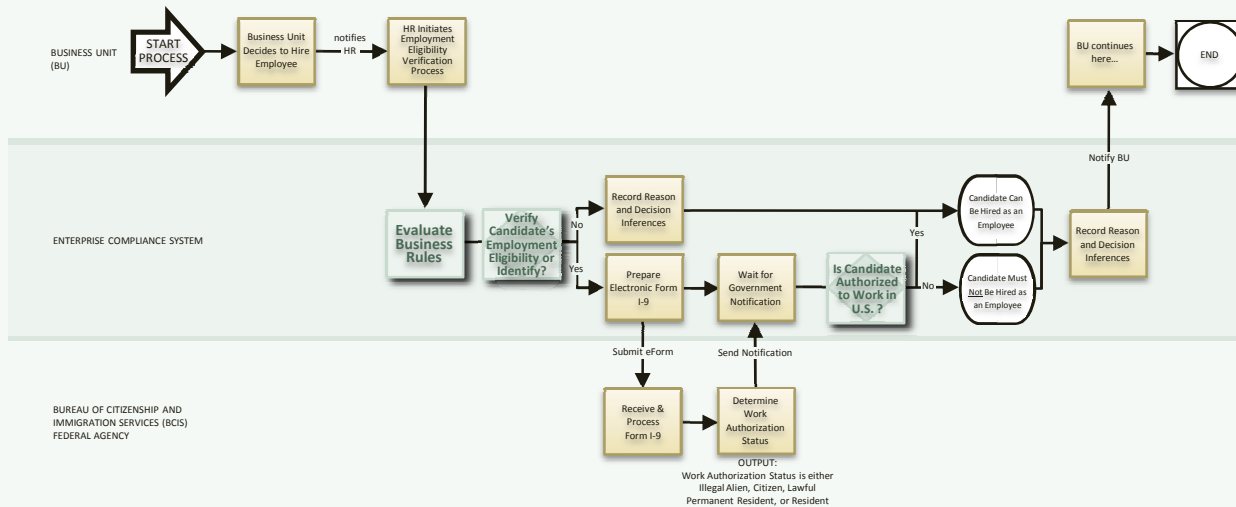 BUSINESS UNIT
(BU)
START
PROCESS
Business Unit
Decides to Hire
Employee
notifies
HR
HR Initiates
Employment
Eligibility
Verification
Process
BU continues
here...
END
Notify BU
ENTERPRISE COMPLIANCE SYSTEM
Evaluate
Business
Rules
Verify
Candidate's
Employment
Eligibility or
Identify?
No
Yes
Record Reason
and Decision
Inferences
Prepare
Electronic Form
I-9
Wait for
Government
Notification
Is Candidate
Authorized
to Work in
U.S. ?
Yes
No
Candidate Can
Be Hired as an
Employee
Candidate Must
Not Be Hired as
an Employee
Record Reason
and Decision
Inferences
Submit eForm
Send Notification
BUREAU OF CITIZENSHIP AND
IMMIGRATION SERVICES (BCIS)
FEDERAL AGENCY
Receive &
Process
Form I-9
Determine
Work
Authorization
Status
OUTPUT:
Work Authorization Status is either
Illegal Alien, Citizen, Lawful
Permanent Resident, or Resident